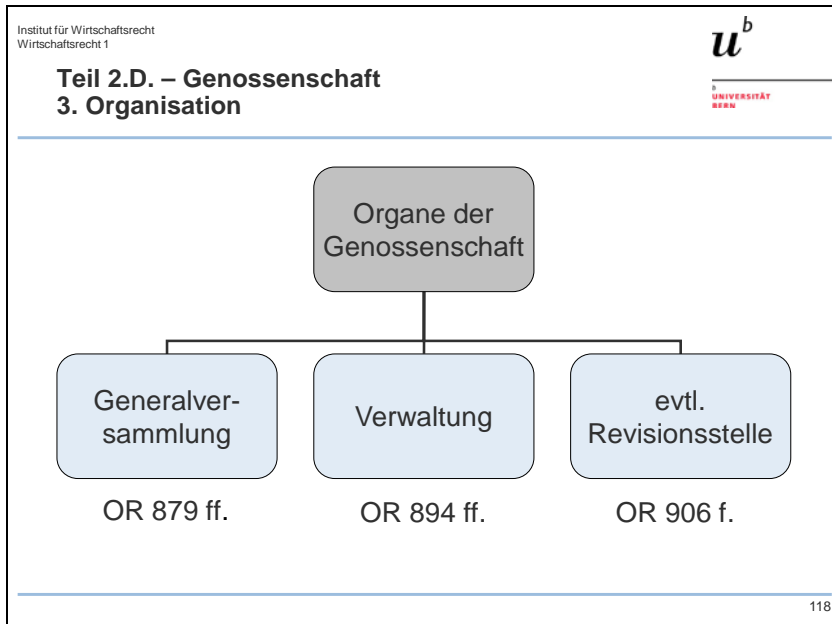 Institut für Wirtschaftsrecht
Wirtschaftsrecht 1
u^b
b
UNIVERSITÄT
BERN
Teil 2.D. – Genossenschaft
3. Organisation
Organe der
Genossenschaft
Generalver-
sammlung
Verwaltung
evtl.
Revisionsstelle
OR 879 ff.
OR 894 ff.
OR 906 f.
118